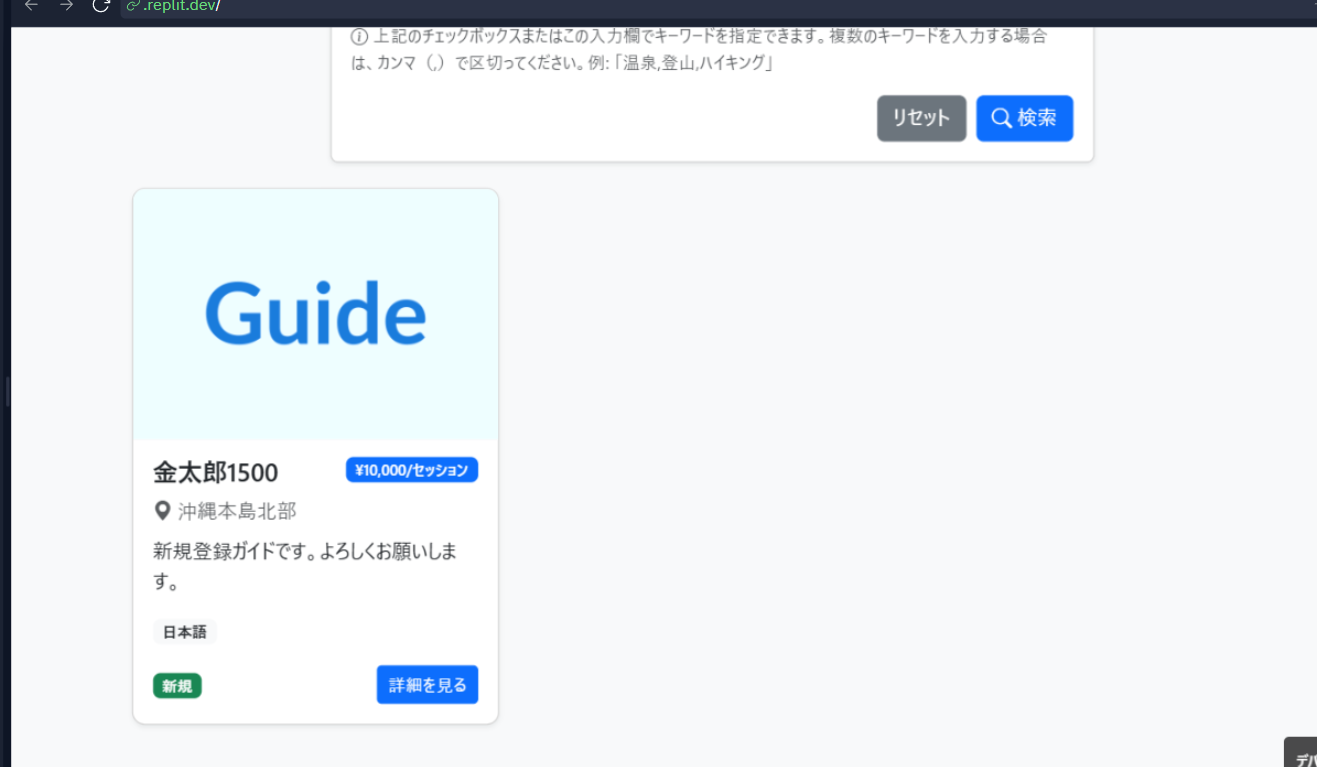 .replit.dev/
上記のチェックボックスまたはこの入力欄でキーワードを指定できます。複数のキーワードを入力する場合
は、カンマ（,）で区切ってください。例:「温泉,登山,ハイキング」
リセット
検索
Guide
金太郎1500
¥10,000/セッション
沖縄本島北部
新規登録ガイドです。よろしくお願いしま
す。
日本語
新規
詳細を見る